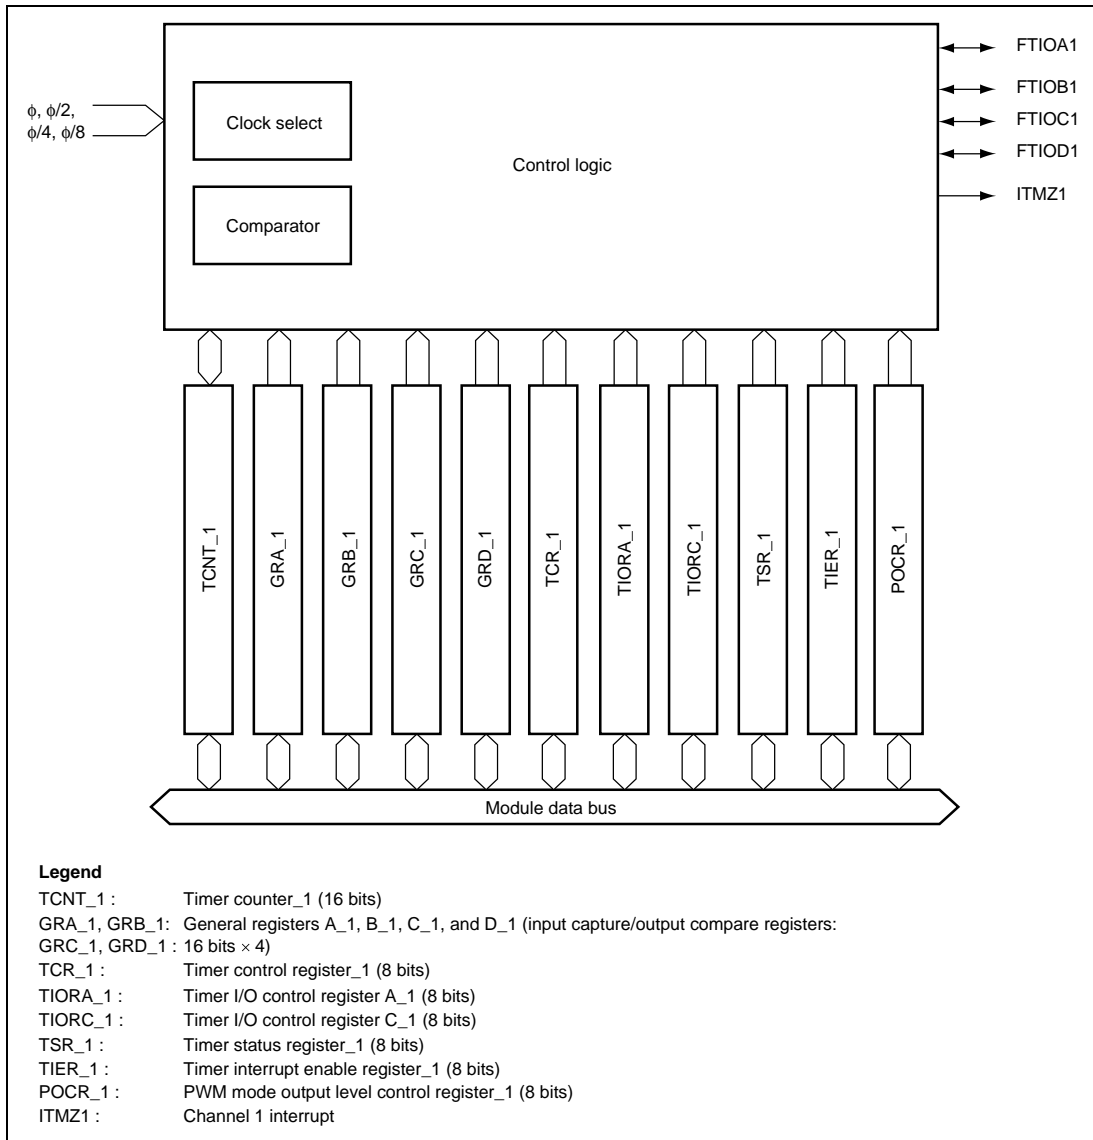 FTIOA1
ϕ, ϕ/2,
ϕ/4, ϕ/8
Clock select
FTIOB1
FTIOC1
FTIOD1
Control logic
ITMZ1
Comparator
TCNT_1
GRA_1
GRB_1
GRC_1
GRD_1
TCR_1
TIORA_1
TIORC_1
TSR_1
TIER_1
POCR_1
Module data bus
Legend
TCNT_1 : Timer counter_1 (16 bits)
GRA_1, GRB_1: General registers A_1, B_1, C_1, and D_1 (input capture/output compare registers:
GRC_1, GRD_1 : 16 bits × 4)
TCR_1 : Timer control register_1 (8 bits)
TIORA_1 : Timer I/O control register A_1 (8 bits)
TIORC_1 : Timer I/O control register C_1 (8 bits)
TSR_1 : Timer status register_1 (8 bits)
TIER_1 : Timer interrupt enable register_1 (8 bits)
POCR_1 : PWM mode output level control register_1 (8 bits)
ITMZ1 : Channel 1 interrupt